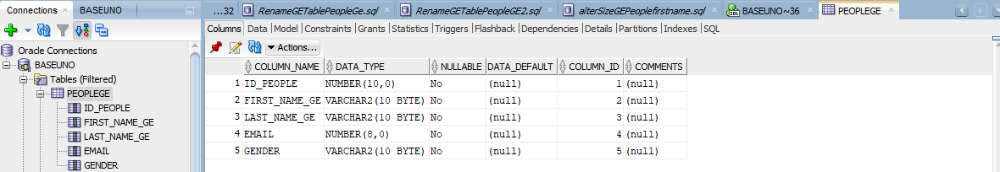 Connections × BASEUNO
...32 RenameGETablePeopleGe.sql × RenameGETablePeopleGE2.sql × alterSizeGEPeoplefirstname.sql × BASEUNO~36 × PEOPLEGE ×
Columns Data Model Constraints Grants Statistics Triggers Flashback Dependencies Details Partitions Indexes SQL
Actions...
Oracle Connections
BASEUNO
Tables (Filtered)
PEOPLEGE
ID_PEOPLE
FIRST_NAME_GE
LAST_NAME_GE
EMAIL
GENDER
COLUMN_NAME DATA_TYPE NULLABLE DATA_DEFAULT COLUMN_ID COMMENTS
1 ID_PEOPLE NUMBER(10,0) No (null) 1 (null)
2 FIRST_NAME_GE VARCHAR2(10 BYTE) No (null) 2 (null)
3 LAST_NAME_GE VARCHAR2(10 BYTE) No (null) 3 (null)
4 EMAIL NUMBER(8,0) No (null) 4 (null)
5 GENDER VARCHAR2(10 BYTE) No (null) 5 (null)